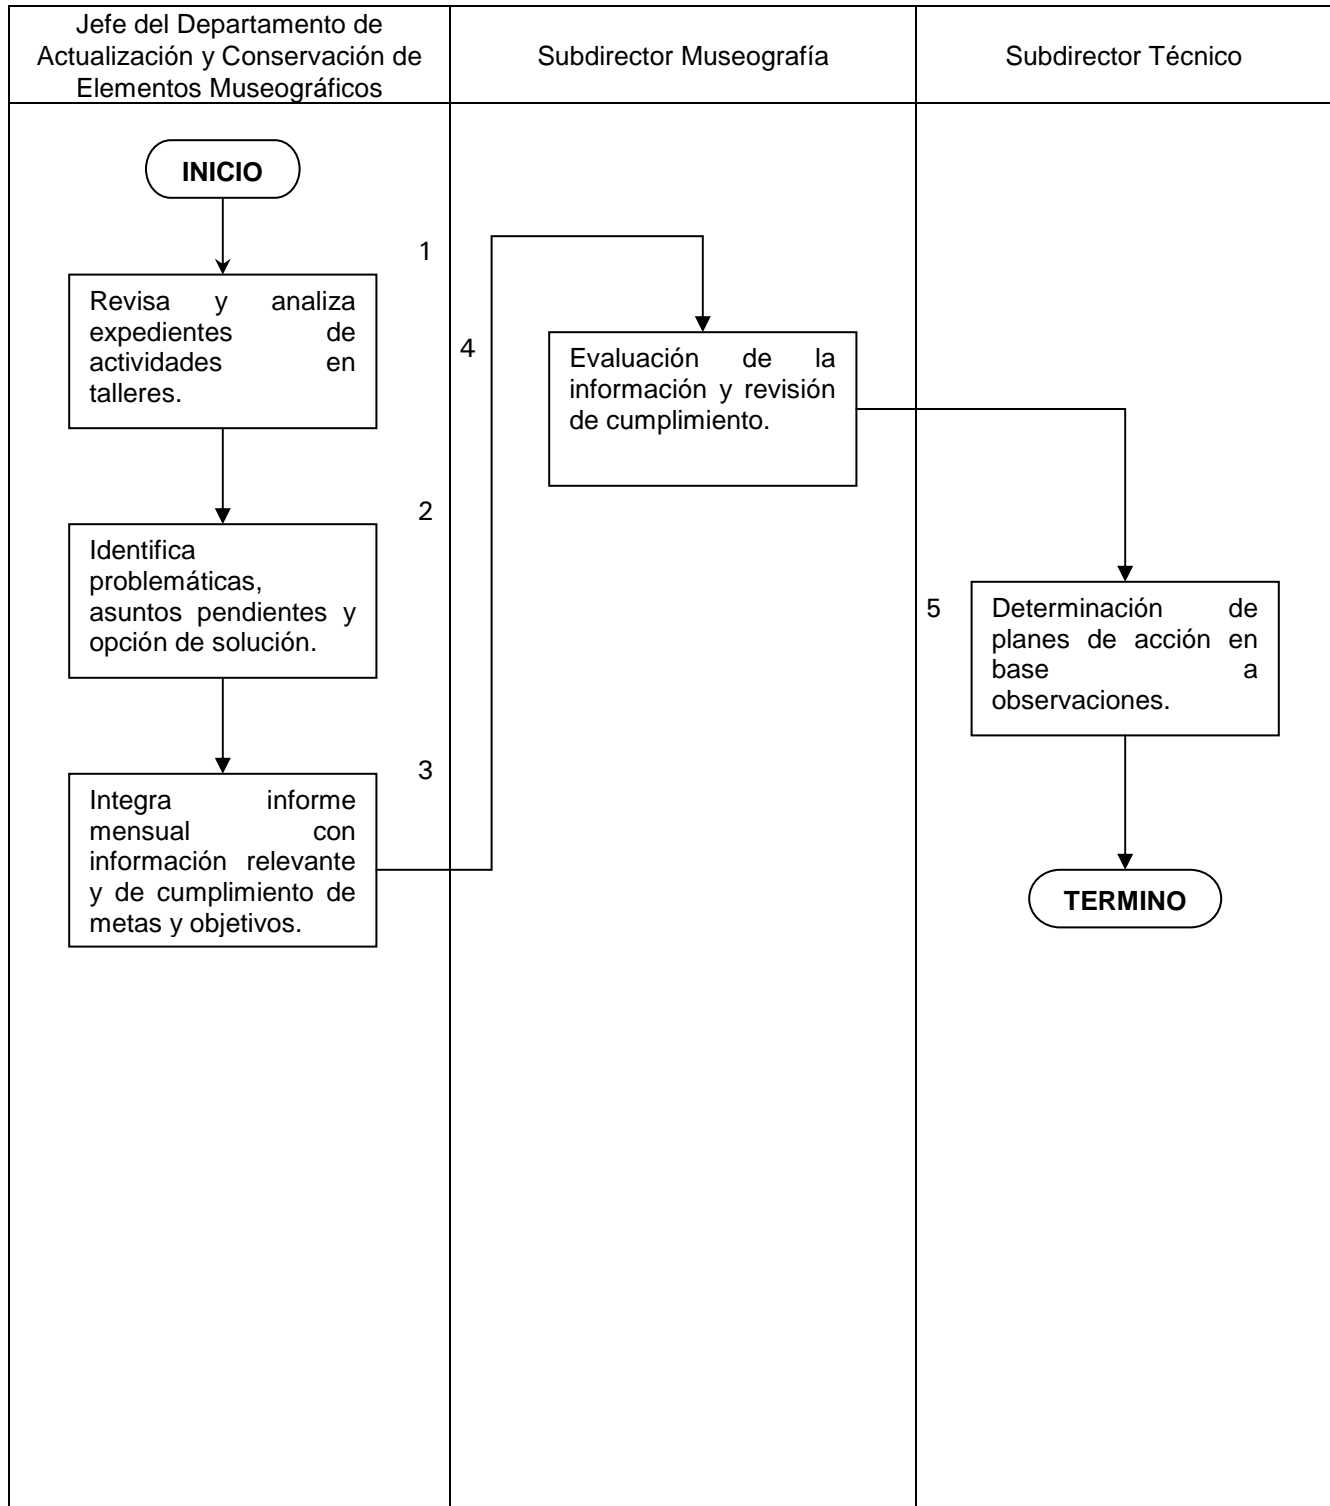 Jefe del Departamento de
Actualización y Conservación de
Elementos Museográficos
Subdirector Museografía
Subdirector Técnico
INICIO
1
Revisa y analiza
expedientes de
actividades en
talleres.
2
Identifica
problemáticas,
asuntos pendientes y
opción de solución.
3
Integra informe
mensual con
información relevante
y de cumplimiento de
metas y objetivos.
4
Evaluación de la
información y revisión
de cumplimiento.
5
Determinación de
planes de acción en
base a
observaciones.
TERMINO